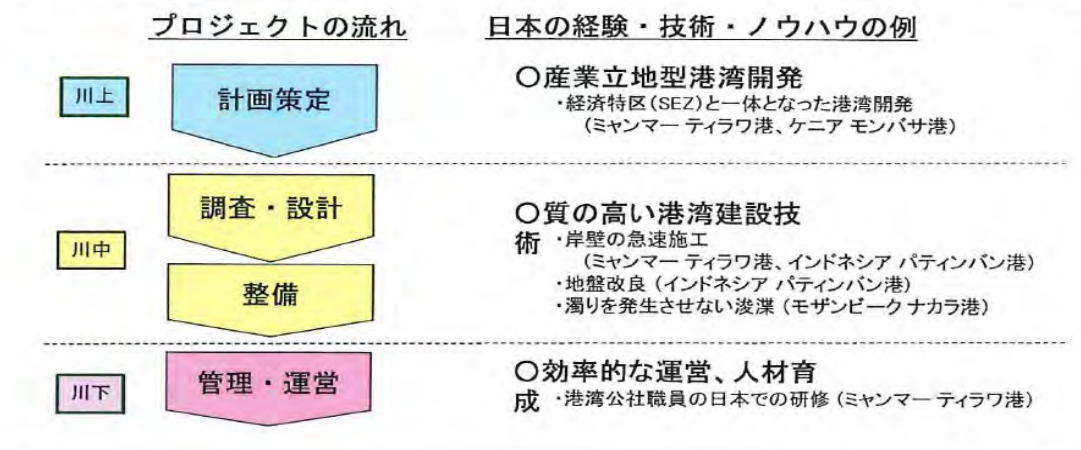 プロジェクトの流れ
日本の経験・技術・ノウハウの例
川上
計画策定
〇産業立地型港湾開発
・経済特区(SEZ)と一体となった港湾開発
(ミャンマー ティラワ港、ケニア モンバサ港)
川中
調査・設計
整備
〇質の高い港湾建設技
術
・岸壁の急速施工
(ミャンマー ティラワ港、インドネシア パティンバン港)
・地盤改良 (インドネシア パティンバン港)
・濁りを発生させない浚渫 (モザンビーク ナカラ港)
川下
管理・運営
〇効率的な運営、人材育
成
・港湾公社職員の日本での研修 (ミャンマー ティラワ港)